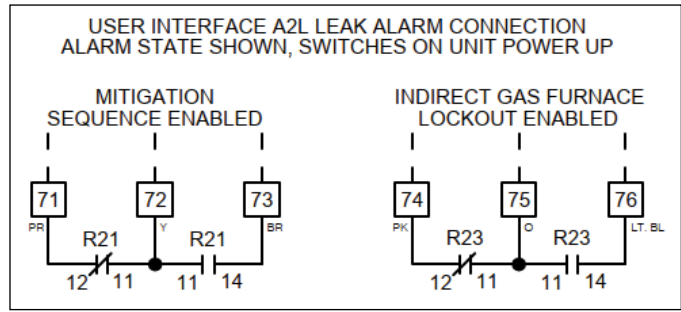 USER INTERFACE A2L LEAK ALARM CONNECTION
ALARM STATE SHOWN, SWITCHES ON UNIT POWER UP
MITIGATION
SEQUENCE ENABLED
71 72 73
PR Y BR
R21 R21
12 11 11 14
INDIRECT GAS FURNACE
LOCKOUT ENABLED
74 75 76
PK O LT. BL
R23 R23
12 11 11 14